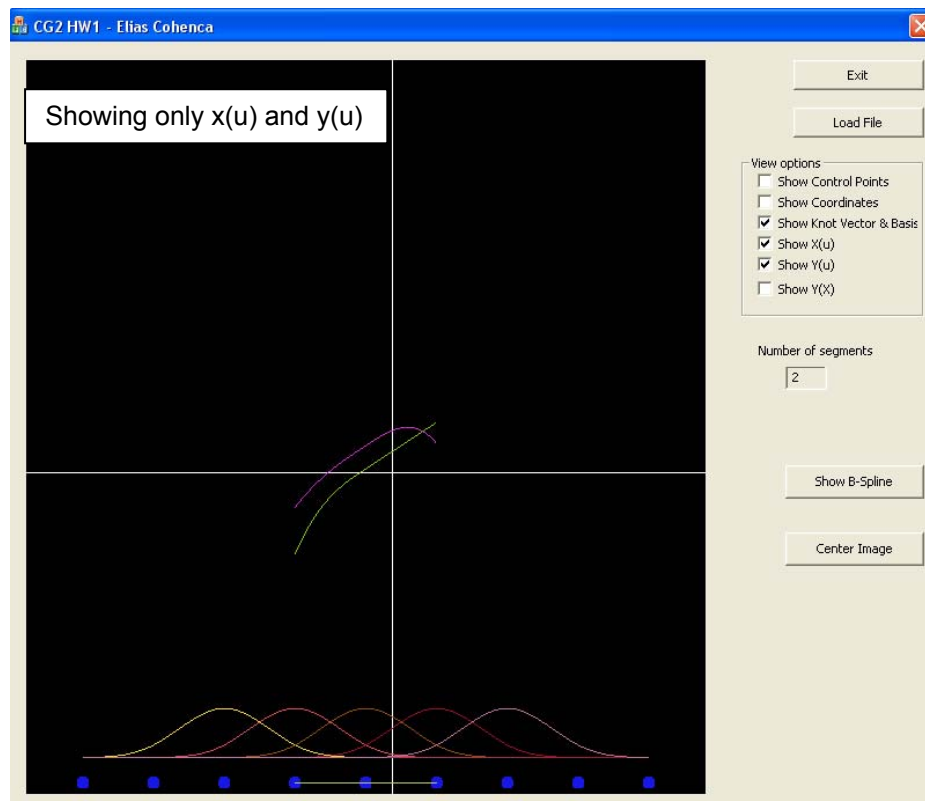 CG2 HW1 - Elias Cohenca
Showing only x(u) and y(u)
Exit
Load File
View options
Show Control Points
Show Coordinates
Show Knot Vector & Basis
Show X(u)
Show Y(u)
Show Y(X)
Number of segments
2
Show B-Spline
Center Image